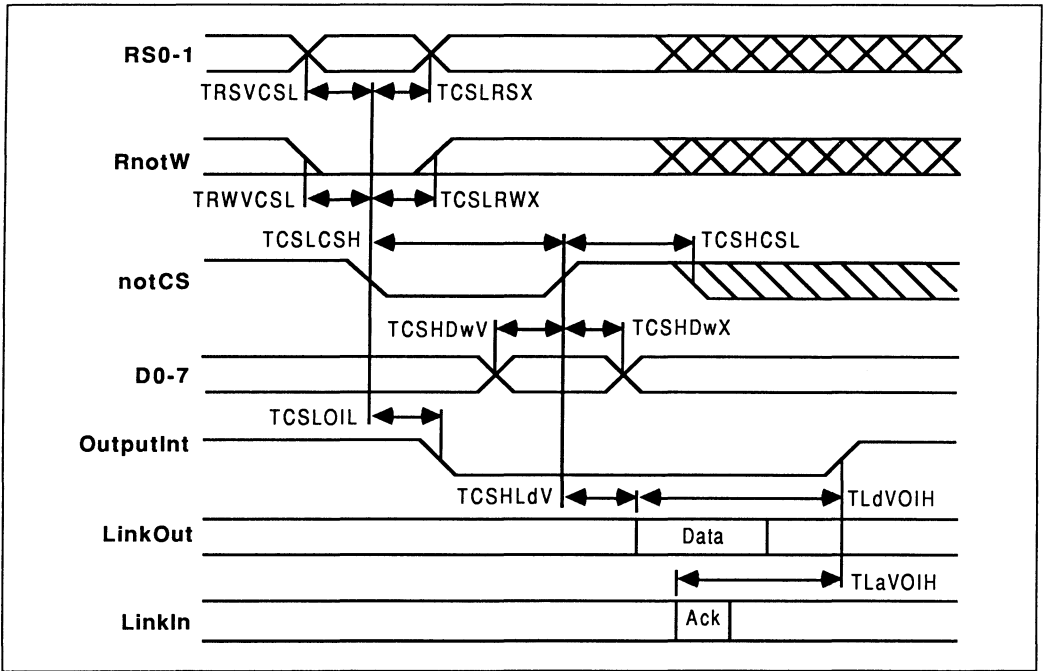 RS0-1
TRSVCSL TCSLRSX
RnotW
TRWVCSL TCSLRWX
TCSLCSH TCSHCSL
notCS
TCSHDwV TCSHDwX
D0-7
TCSLOIL
OutputInt
TCSHLdV TLdVOIH
LinkOut Data
TLaVOIH
LinkIn Ack